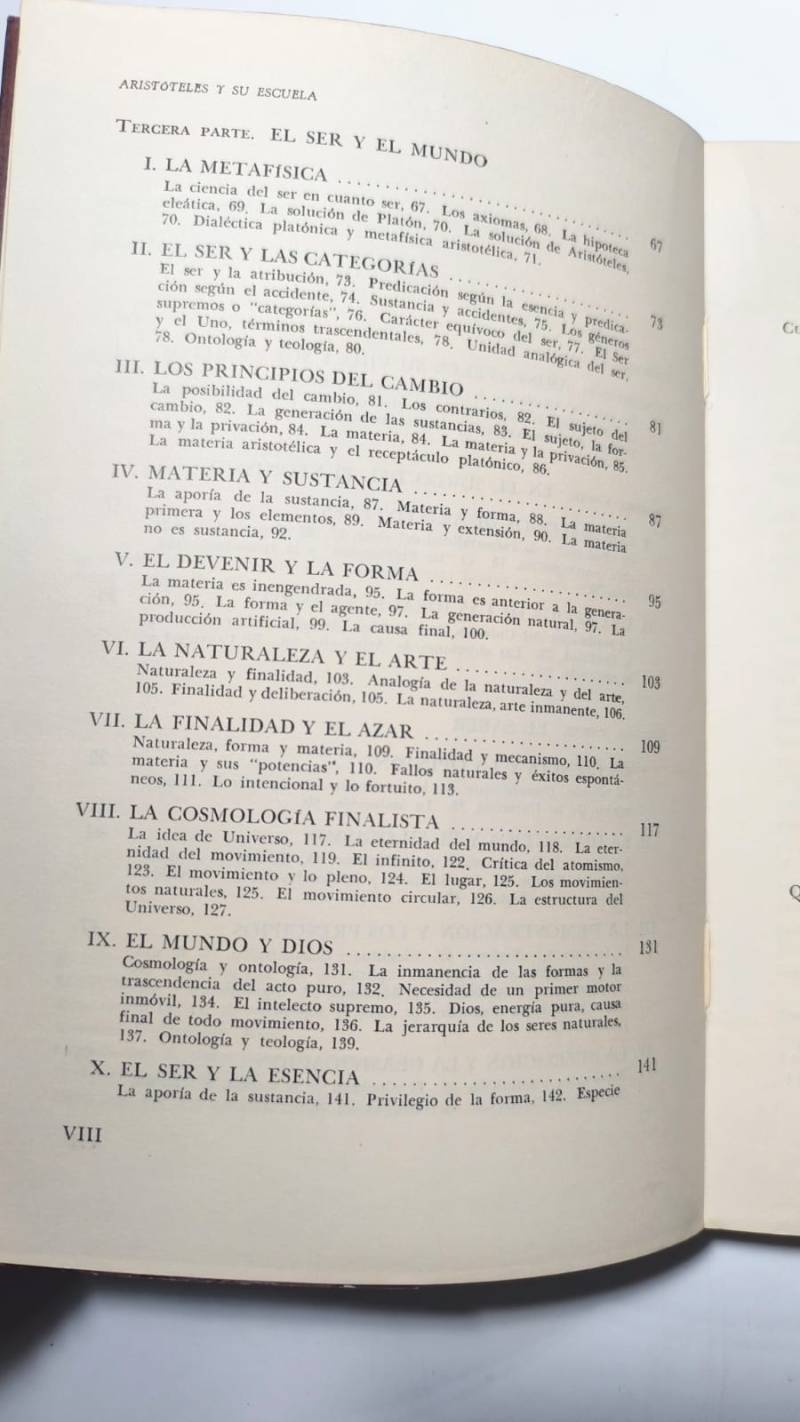 ARISTÓTELES Y SU ESCUELA
TERCERA PARTE. EL SER Y EL MUNDO
I. LA METAFÍSICA .................................... 67
La ciencia del ser en cuanto ser, 67. Los axiomas, 68. La hipoteca
eleática, 69. La solución de Platón, 70. La solución de Aristóteles,
70. Dialéctica platónica y metafísica aristotélica, 71.
II. EL SER Y LAS CATEGORÍAS ........................ 73
El ser y la atribución, 73. Predicación según la esencia y predica-
ción según el accidente, 74. Sustancia y accidentes, 75. Los géneros
supremos o "categorías", 76. Carácter equívoco del ser, 77. El Ser
y el Uno, términos trascendentales, 78. Unidad analógica del ser,
78. Ontología y teología, 80.
III. LOS PRINCIPIOS DEL CAMBIO .................... 81
La posibilidad del cambio, 81. Los contrarios, 82. El sujeto del
cambio, 82. La generación de las sustancias, 83. El sujeto, la for-
ma y la privación, 84. La materia, 84. La materia y la privación, 85.
La materia aristotélica y el receptáculo platónico, 86.
IV. MATERIA Y SUSTANCIA .......................... 87
La aporía de la sustancia, 87. Materia y forma, 88. La materia
primera y los elementos, 89. Materia y extensión, 90. La materia
no es sustancia, 92.
V. EL DEVENIR Y LA FORMA ........................ 95
La materia es inengendrada, 95. La forma es anterior a la genera-
ción, 95. La forma y el agente, 97. La generación natural, 97. La
producción artificial, 99. La causa final, 100.
VI. LA NATURALEZA Y EL ARTE .................... 103
Naturaleza y finalidad, 103. Analogía de la naturaleza y del arte,
105. Finalidad y deliberación, 105. La naturaleza, arte inmanente, 106.
VII. LA FINALIDAD Y EL AZAR ........................ 109
Naturaleza, forma y materia, 109. Finalidad y mecanismo, 110. La
materia y sus "potencias", 110. Fallos naturales y éxitos espontá-
neos, 111. Lo intencional y lo fortuito, 113.
VIII. LA COSMOLOGÍA FINALISTA .................... 117
La idea de Universo, 117. La eternidad del mundo, 118. La eter-
nidad del movimiento, 119. El infinito, 122. Crítica del atomismo,
123. El movimiento y lo pleno, 124. El lugar, 125. Los movimien-
tos naturales, 125. El movimiento circular, 126. La estructura del
Universo, 127.
IX. EL MUNDO Y DIOS .............................. 131
Cosmología y ontología, 131. La inmanencia de las formas y la
trascendencia del acto puro, 132. Necesidad de un primer motor
inmóvil, 134. El intelecto supremo, 135. Dios, energía pura, causa
final de todo movimiento, 136. La jerarquía de los seres naturales,
137. Ontología y teología, 139.
X. EL SER Y LA ESENCIA ............................ 141
La aporía de la sustancia, 141. Privilegio de la forma, 142. Especie
VIII